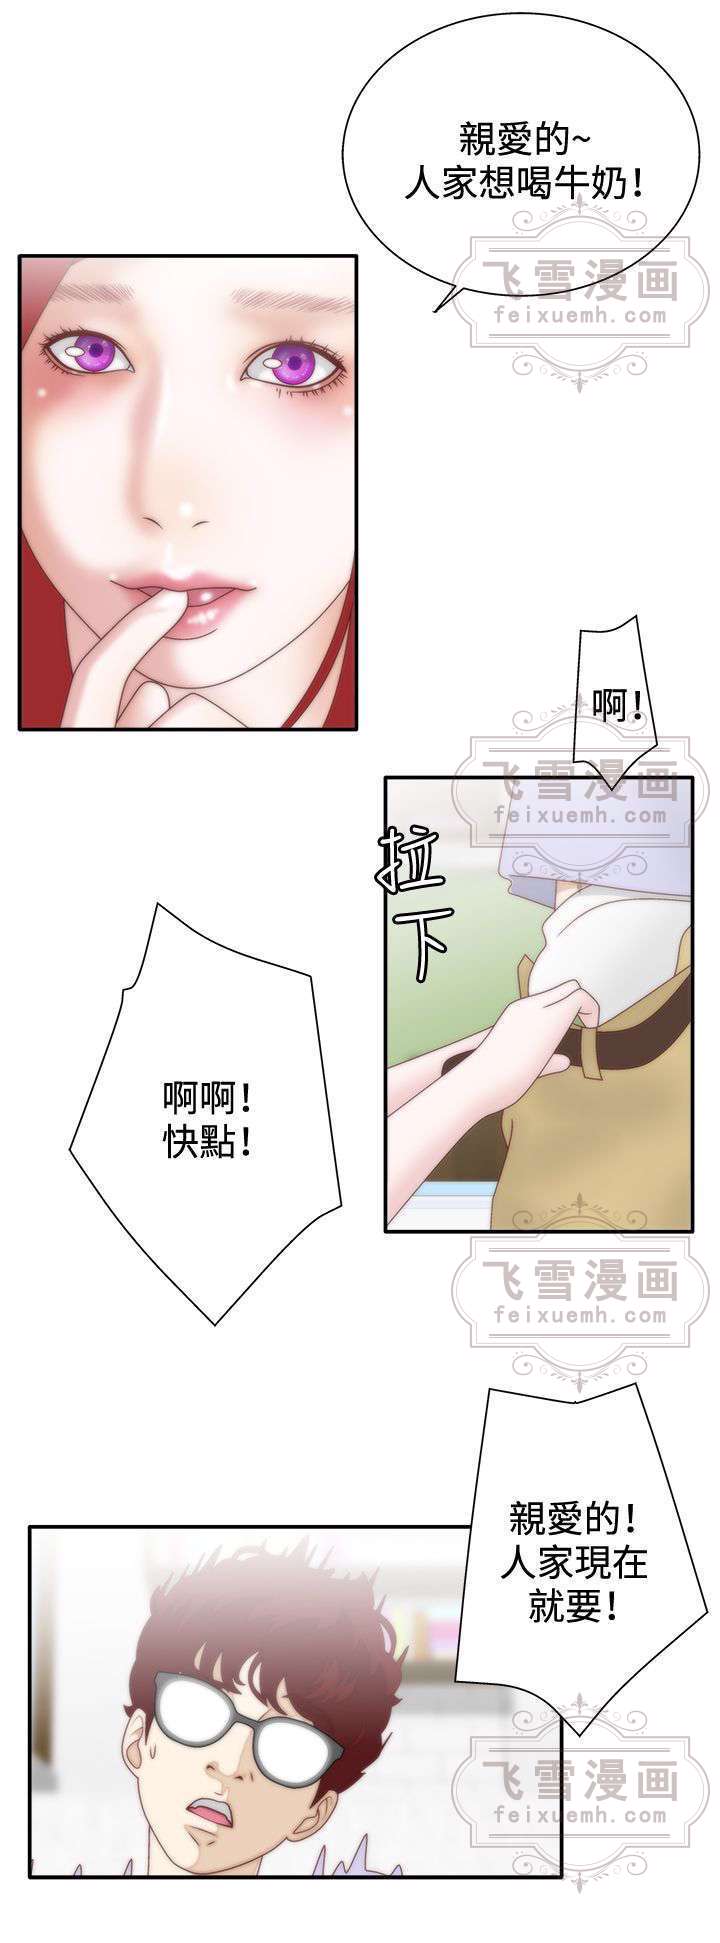 親愛的~
人家想喝牛奶!
飞雪漫画
feixuemh.com
啊!
飞雪漫画
feixuemh.com
拉
下
啊啊!
快點!
飞雪漫画
feixuemh.com
親愛的!
人家現在
就要!
飞雪漫画
feixuemh.com